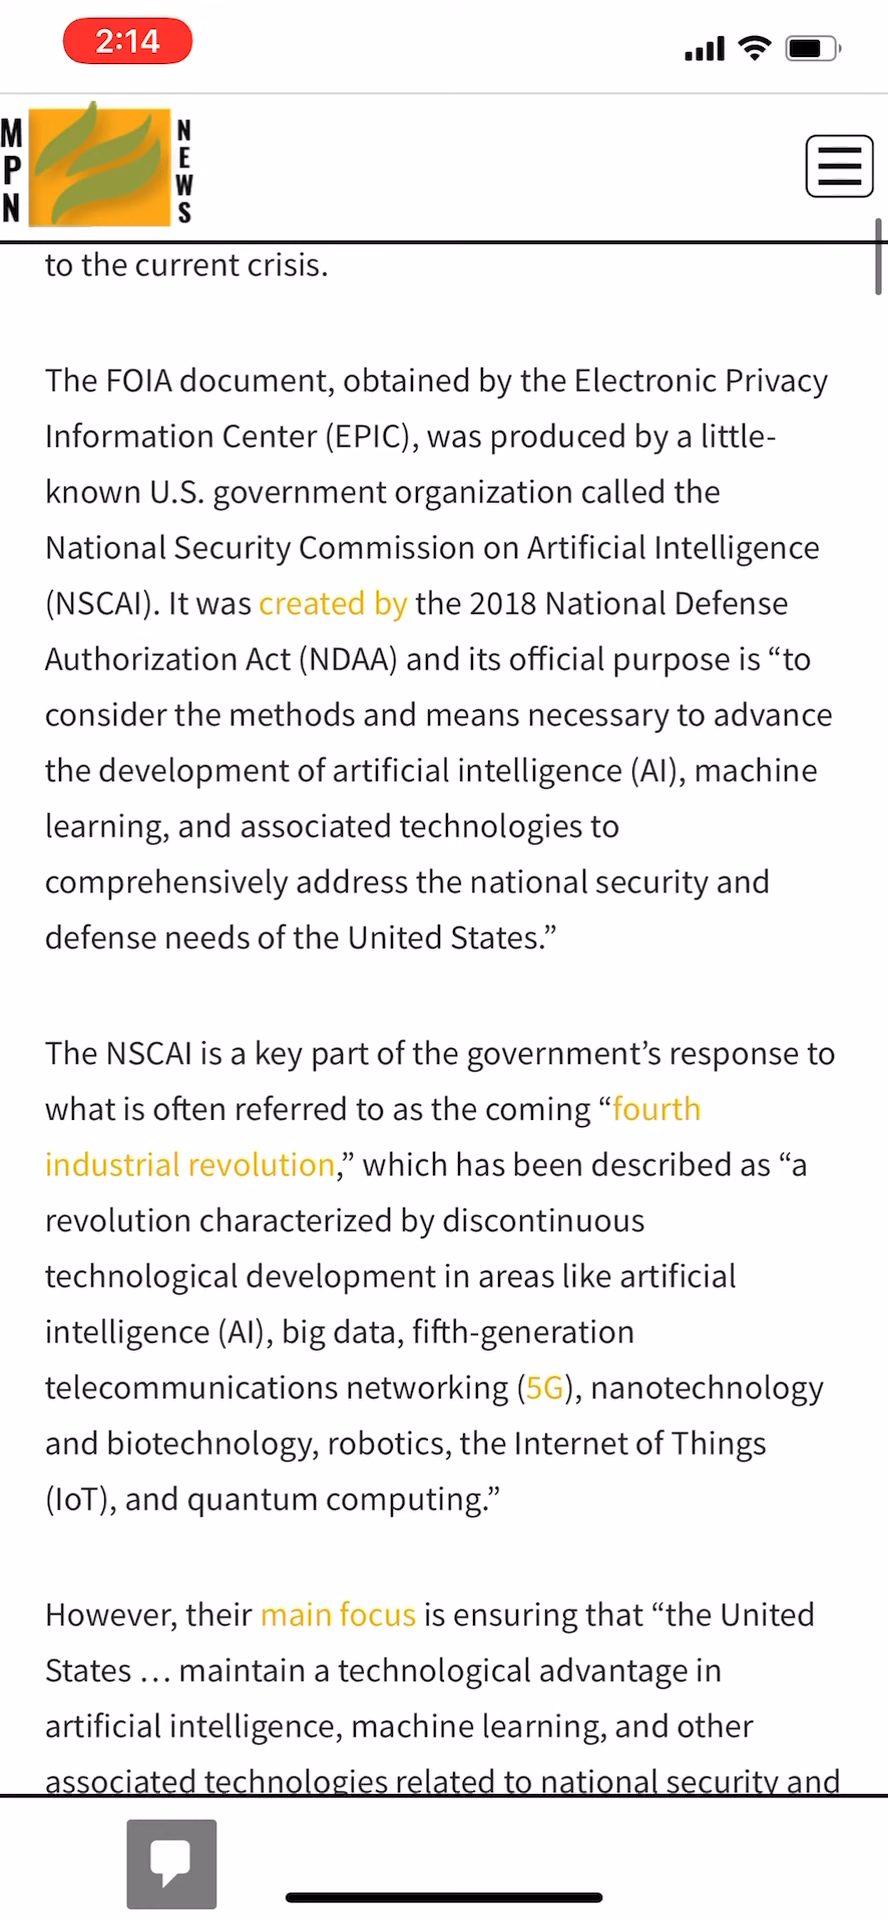 2:14
MPN
NEWS
to the current crisis.
The FOIA document, obtained by the Electronic Privacy
Information Center (EPIC), was produced by a little-
known U.S. government organization called the
National Security Commission on Artificial Intelligence
(NSCAI). It was created by the 2018 National Defense
Authorization Act (NDAA) and its official purpose is “to
consider the methods and means necessary to advance
the development of artificial intelligence (AI), machine
learning, and associated technologies to
comprehensively address the national security and
defense needs of the United States.”
The NSCAI is a key part of the government’s response to
what is often referred to as the coming “fourth
industrial revolution,” which has been described as “a
revolution characterized by discontinuous
technological development in areas like artificial
intelligence (AI), big data, fifth-generation
telecommunications networking (5G), nanotechnology
and biotechnology, robotics, the Internet of Things
(IoT), and quantum computing.”
However, their main focus is ensuring that “the United
States … maintain a technological advantage in
artificial intelligence, machine learning, and other
associated technologies related to national security and